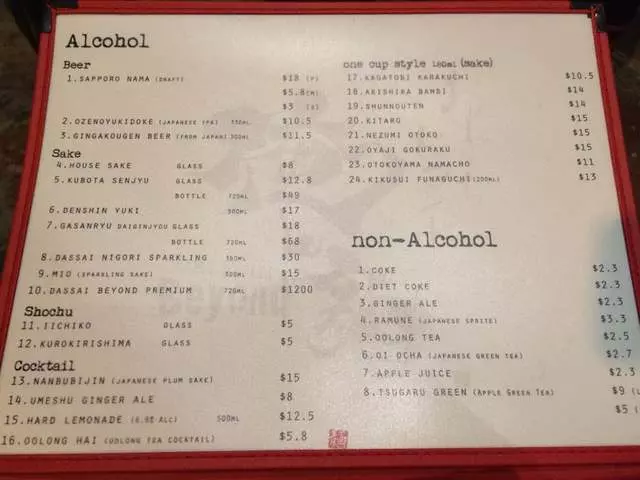 Alcohol
Beer
1.SAPPORO NAMA (DRAFT) $18 (P)
$5.8(M)
$3 (S)
2.OZENOYUKIDOKE (JAPANESE IPA) 330ML $10.5
3.GINGAKOUGEN BEER (FROM JAPAN) 300ML $11.5
Sake
4.HOUSE SAKE GLASS $8
5.KUBOTA SENJYU GLASS $12.8
BOTTLE 720ML $49
6.DENSHIN YUKI 300ML $17
7.GASANRYU DAIGINJYOU GLASS $18
BOTTLE 720ML $68
8.DASSAI NIGORI SPARKLING 360ML $30
9.MIO (SPARKLING SAKE) $15
10.DASSAI BEYOND PREMIUM 720ML $1200
Shochu
11.IICHIKO GLASS $5
12.KUROKIRISHIMA GLASS $5
Cocktail
13.NANBUBIJIN (JAPANESE PLUM SAKE) $15
14.UMESHU GINGER ALE $8
15.HARD LEMONADE (6.8% ALC) 500ML $12.5
16.OOLONG HAI (OOLONG TEA COCKTAIL) $5.8
one cup style 180ml (sake)
17.KAGATOBI KARAKUCHI $10.5
18.AKISHIKA BAMBI $14
19.SHUNNOUTEN $14
20.KITARO $15
21.NEZUMI OTOKO $15
22.OYAJI GOKURAKU $15
23.OTOKOYAMA NAMACHO $11
24.KIKUSUI FUNAGUCHI(200ML) $13
non-Alcohol
1.COKE $2.3
2.DIET COKE $2.3
3.GINGER ALE $2.3
4.RAMUNE (JAPANESE SPRITE) $3.3
5.OOLONG TEA $2.5
6.OI OCHA (JAPANESE GREEN TEA) $2.7
7.APPLE JUICE $2.3
8.TSUGARU GREEN (APPLE GREEN TEA) $9 (L
$5 (
Beyond